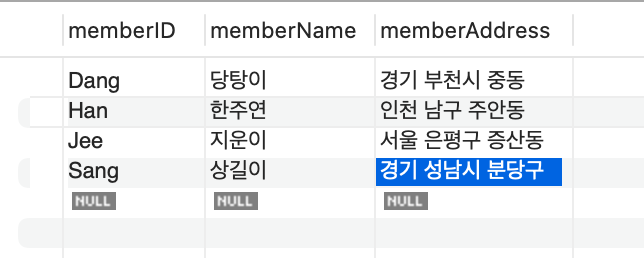 memberID memberName memberAddress
Dang 당탕이 경기 부천시 중동
Han 한주연 인천 남구 주안동
Jee 지운이 서울 은평구 증산동
Sang 상길이 경기 성남시 분당구
NULL NULL NULL